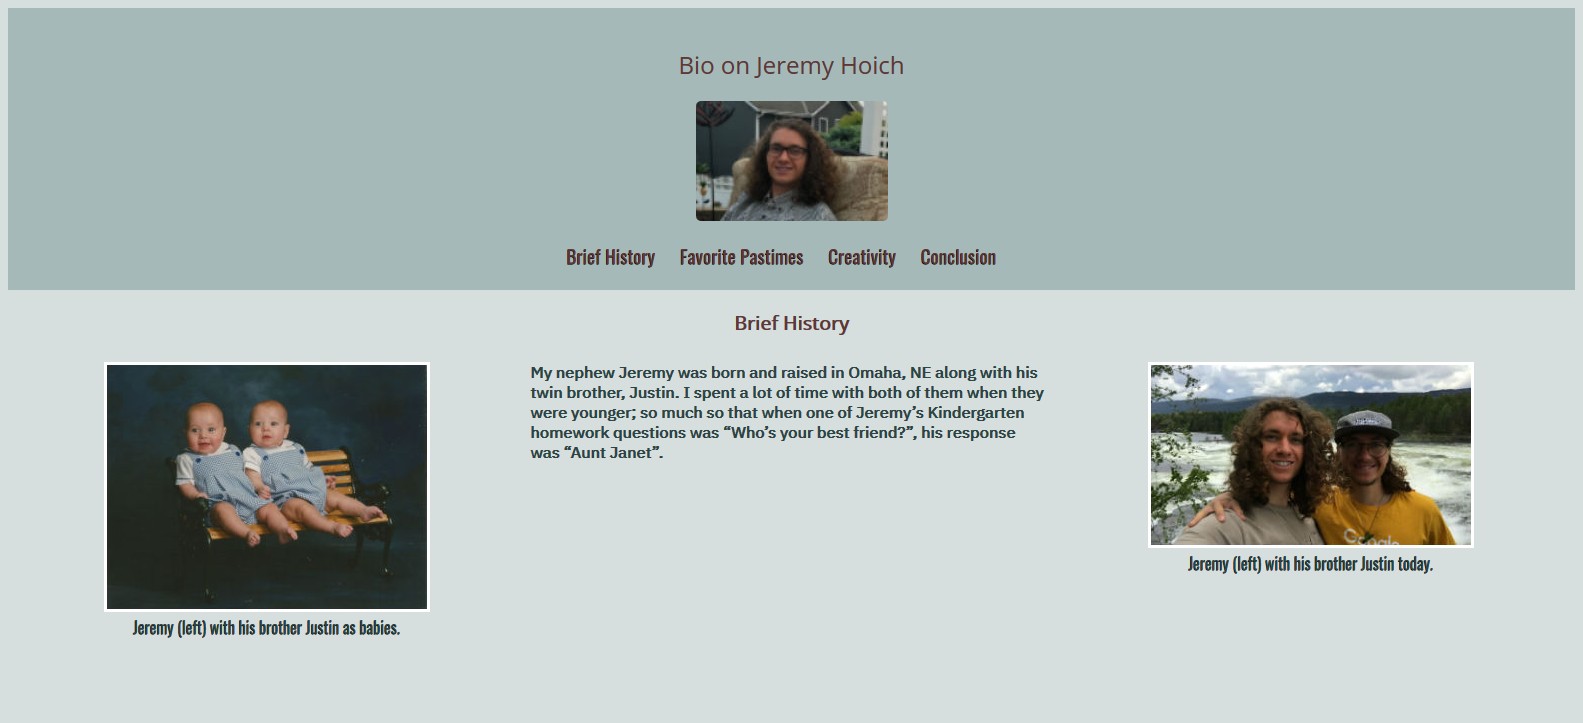 Bio on Jeremy Hoich
Brief History Favorite Pastimes Creativity Conclusion
Brief History
My nephew Jeremy was born and raised in Omaha, NE along with his
twin brother, Justin. I spent a lot of time with both of them when they
were younger; so much so that when one of Jeremy’s Kindergarten
homework questions was “Who’s your best friend?”, his response
was “Aunt Janet”.
Jeremy (left) with his brother Justin as babies.
Google
Jeremy (left) with his brother Justin today.